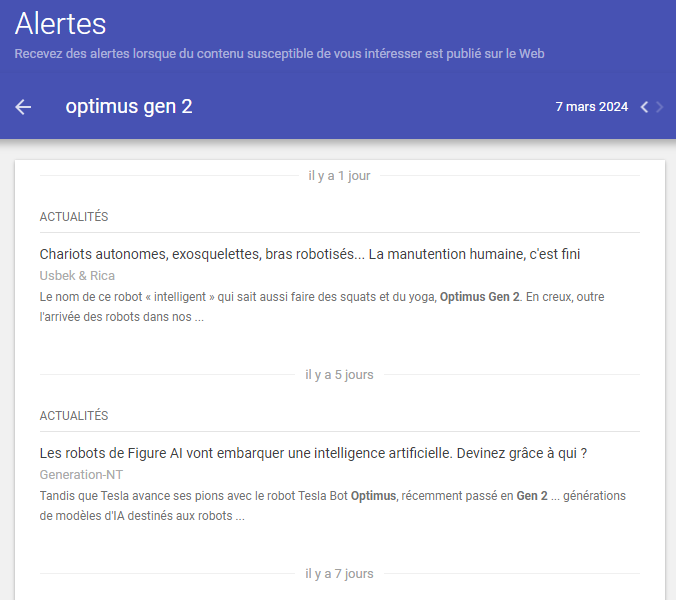 Alertes
Recevez des alertes lorsque du contenu susceptible de vous intéresser est publié sur le Web
optimus gen 2
7 mars 2024
il y a 1 jour
ACTUALITÉS
Chariots autonomes, exosquelettes, bras robotisés... La manutention humaine, c'est fini
Usbek & Rica
Le nom de ce robot « intelligent » qui sait aussi faire des squats et du yoga, Optimus Gen 2. En creux, outre
l'arrivée des robots dans nos ...
il y a 5 jours
ACTUALITÉS
Les robots de Figure AI vont embarquer une intelligence artificielle. Devinez grâce à qui ?
Generation-NT
Tandis que Tesla avance ses pions avec le robot Tesla Bot Optimus, récemment passé en Gen 2 ... générations
de modèles d'IA destinés aux robots ...
il y a 7 jours